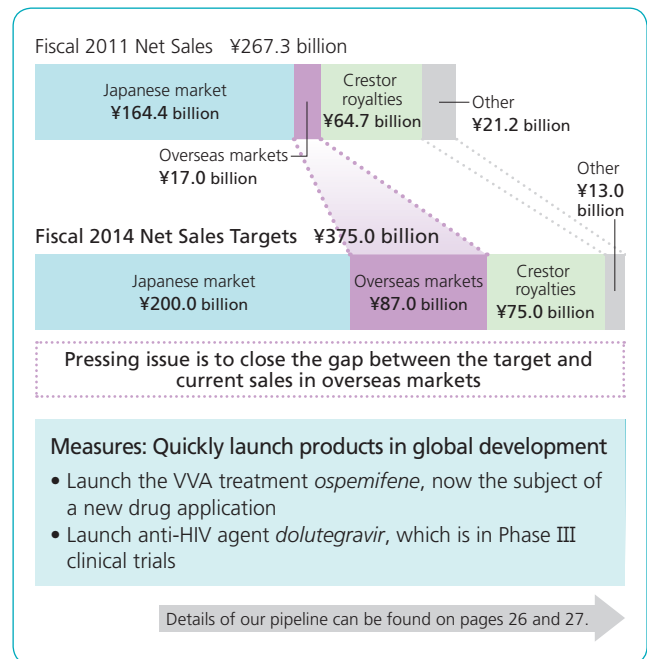 Fiscal 2011 Net Sales ¥267.3 billion
Japanese market
¥164.4 billion
Crestor
royalties
¥64.7 billion
Other
¥21.2 billion
Overseas markets
¥17.0 billion
Other
¥13.0
billion
Fiscal 2014 Net Sales Targets ¥375.0 billion
Japanese market
¥200.0 billion
Overseas markets
¥87.0 billion
Crestor
royalties
¥75.0 billion
Pressing issue is to close the gap between the target and
current sales in overseas markets
Measures: Quickly launch products in global development
• Launch the VVA treatment ospemifene, now the subject of
a new drug application
• Launch anti-HIV agent dolutegravir, which is in Phase III
clinical trials
Details of our pipeline can be found on pages 26 and 27.